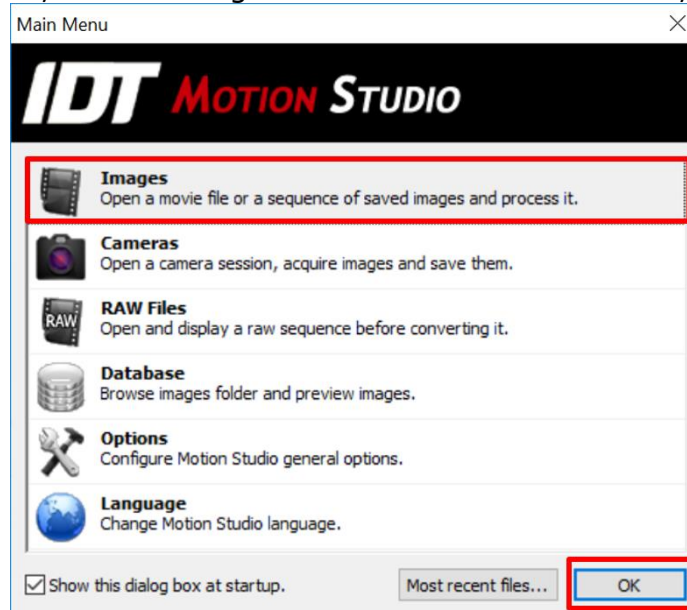 Main Menu
IDT MOTION STUDIO
Images
Open a movie file or a sequence of saved images and process it.
Cameras
Open a camera session, acquire images and save them.
RAW
RAW Files
Open and display a raw sequence before converting it.
Database
Browse images folder and preview images.
Options
Configure Motion Studio general options.
Language
Change Motion Studio language.
Show this dialog box at startup.
Most recent files...
OK